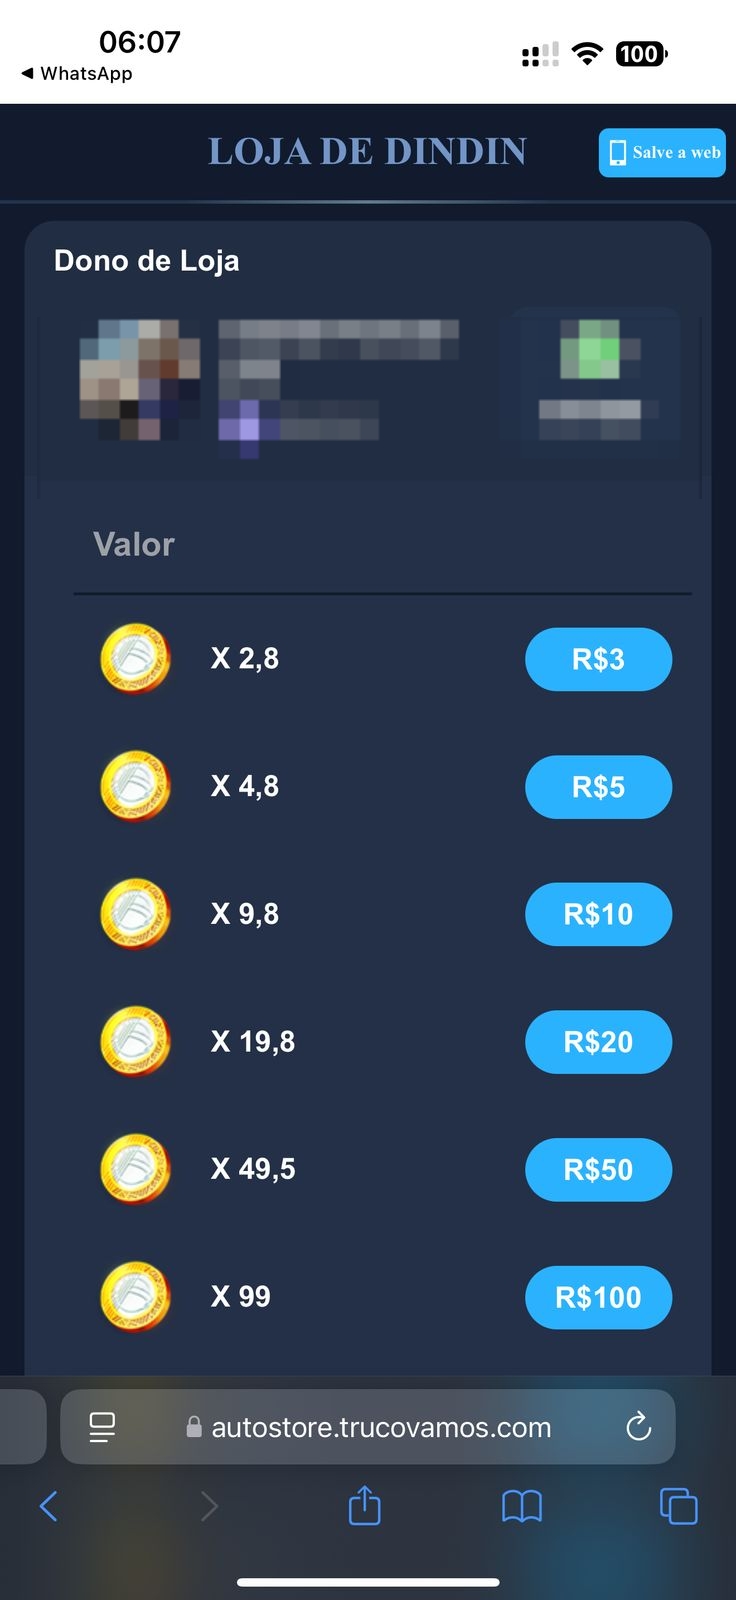 06:07
◀ WhatsApp
100
LOJA DE DINDIN
Salve a web
Dono de Loja
Valor
X 2,8
R$3
X 4,8
R$5
X 9,8
R$10
X 19,8
R$20
X 49,5
R$50
X 99
R$100
autostore.trucovamos.com